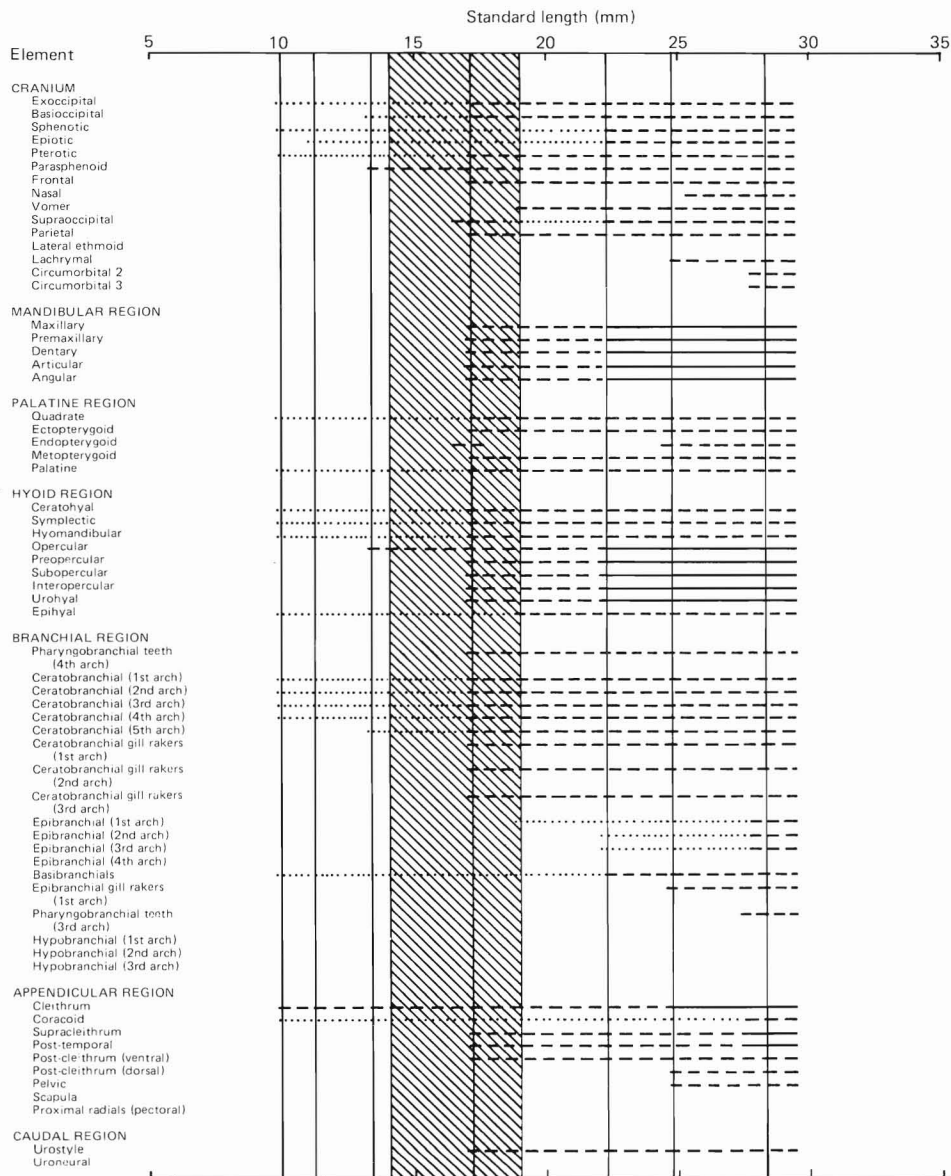 Standard length (mm)
Element 5 10 15 20 25 30 35
CRANIUM
Exoccipital
Basioccipital
Sphenotic
Epiotic
Pterotic
Parasphenoid
Frontal
Nasal
Vomer
Supraoccipital
Parietal
Lateral ethmoid
Lachrymal
Circumorbital 2
Circumorbital 3
MANDIBULAR REGION
Maxillary
Premaxillary
Dentary
Articular
Angular
PALATINE REGION
Quadrate
Ectopterygoid
Endopterygoid
Metopterygoid
Palatine
HYOID REGION
Ceratohyal
Symplectic
Hyomandibular
Opercular
Preopercular
Subopercular
Interopercular
Urohyal
Epihyal
BRANCHIAL REGION
Pharyngobranchial teeth
(4th arch)
Ceratobranchial (1st arch)
Ceratobranchial (2nd arch)
Ceratobranchial (3rd arch)
Ceratobranchial (4th arch)
Ceratobranchial (5th arch)
Ceratobranchial gill rakers
(1st arch)
Ceratobranchial gill rakers
(2nd arch)
Ceratobranchial gill rakers
(3rd arch)
Epibranchial (1st arch)
Epibranchial (2nd arch)
Epibranchial (3rd arch)
Epibranchial (4th arch)
Basibranchials
Epibranchial gill rakers
(1st arch)
Pharyngobranchial teeth
(3rd arch)
Hypobranchial (1st arch)
Hypobranchial (2nd arch)
Hypobranchial (3rd arch)
APPENDICULAR REGION
Cleithrum
Coracoid
Supracleithrum
Post-temporal
Post-cleithrum (ventral)
Post-cleithrum (dorsal)
Pelvic
Scapula
Proximal radials (pectoral)
CAUDAL REGION
Urostyle
Uroneural